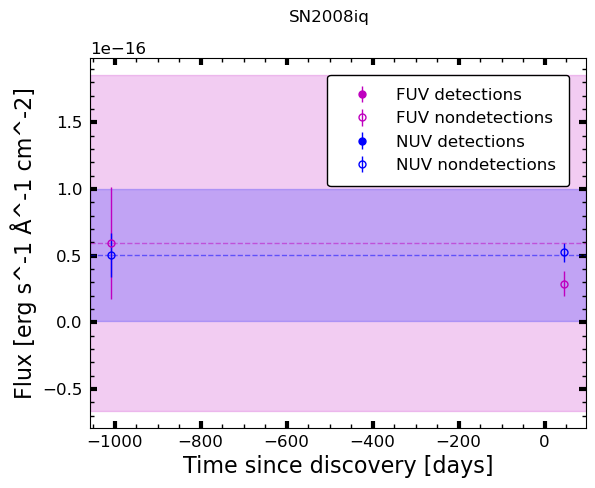 SN2008iq
1e−16
FUV detections
FUV nondetections
NUV detections
NUV nondetections
1.5
1.0
0.5
0.0
−0.5
Flux [erg s^-1 Å^-1 cm^-2]
−1000 −800 −600 −400 −200 0
Time since discovery [days]